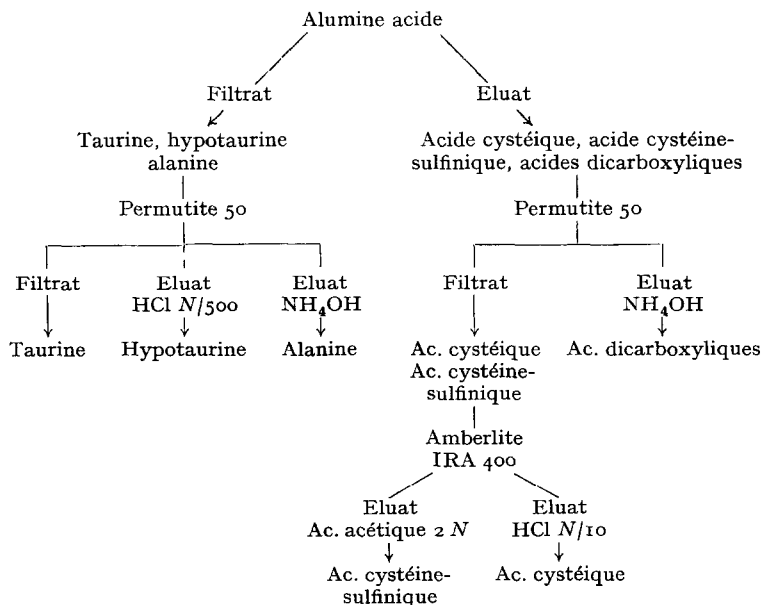 Alumine acide
Filtrat
Eluat
Taurine, hypotaurine
alanine
Acide cystéique, acide cystéine-
sulfinique, acides dicarboxyliques
Permutite 50
Permutite 50
Filtrat
Eluat
HCl N/500
Eluat
NH₄OH
Filtrat
Eluat
NH₄OH
Taurine
Hypotaurine
Alanine
Ac. cystéique
Ac. cystéine-
sulfinique
Ac. dicarboxyliques
Amberlite
IRA 400
Eluat
Ac. acétique 2 N
Eluat
HCl N/10
Ac. cystéine-
sulfinique
Ac. cystéique